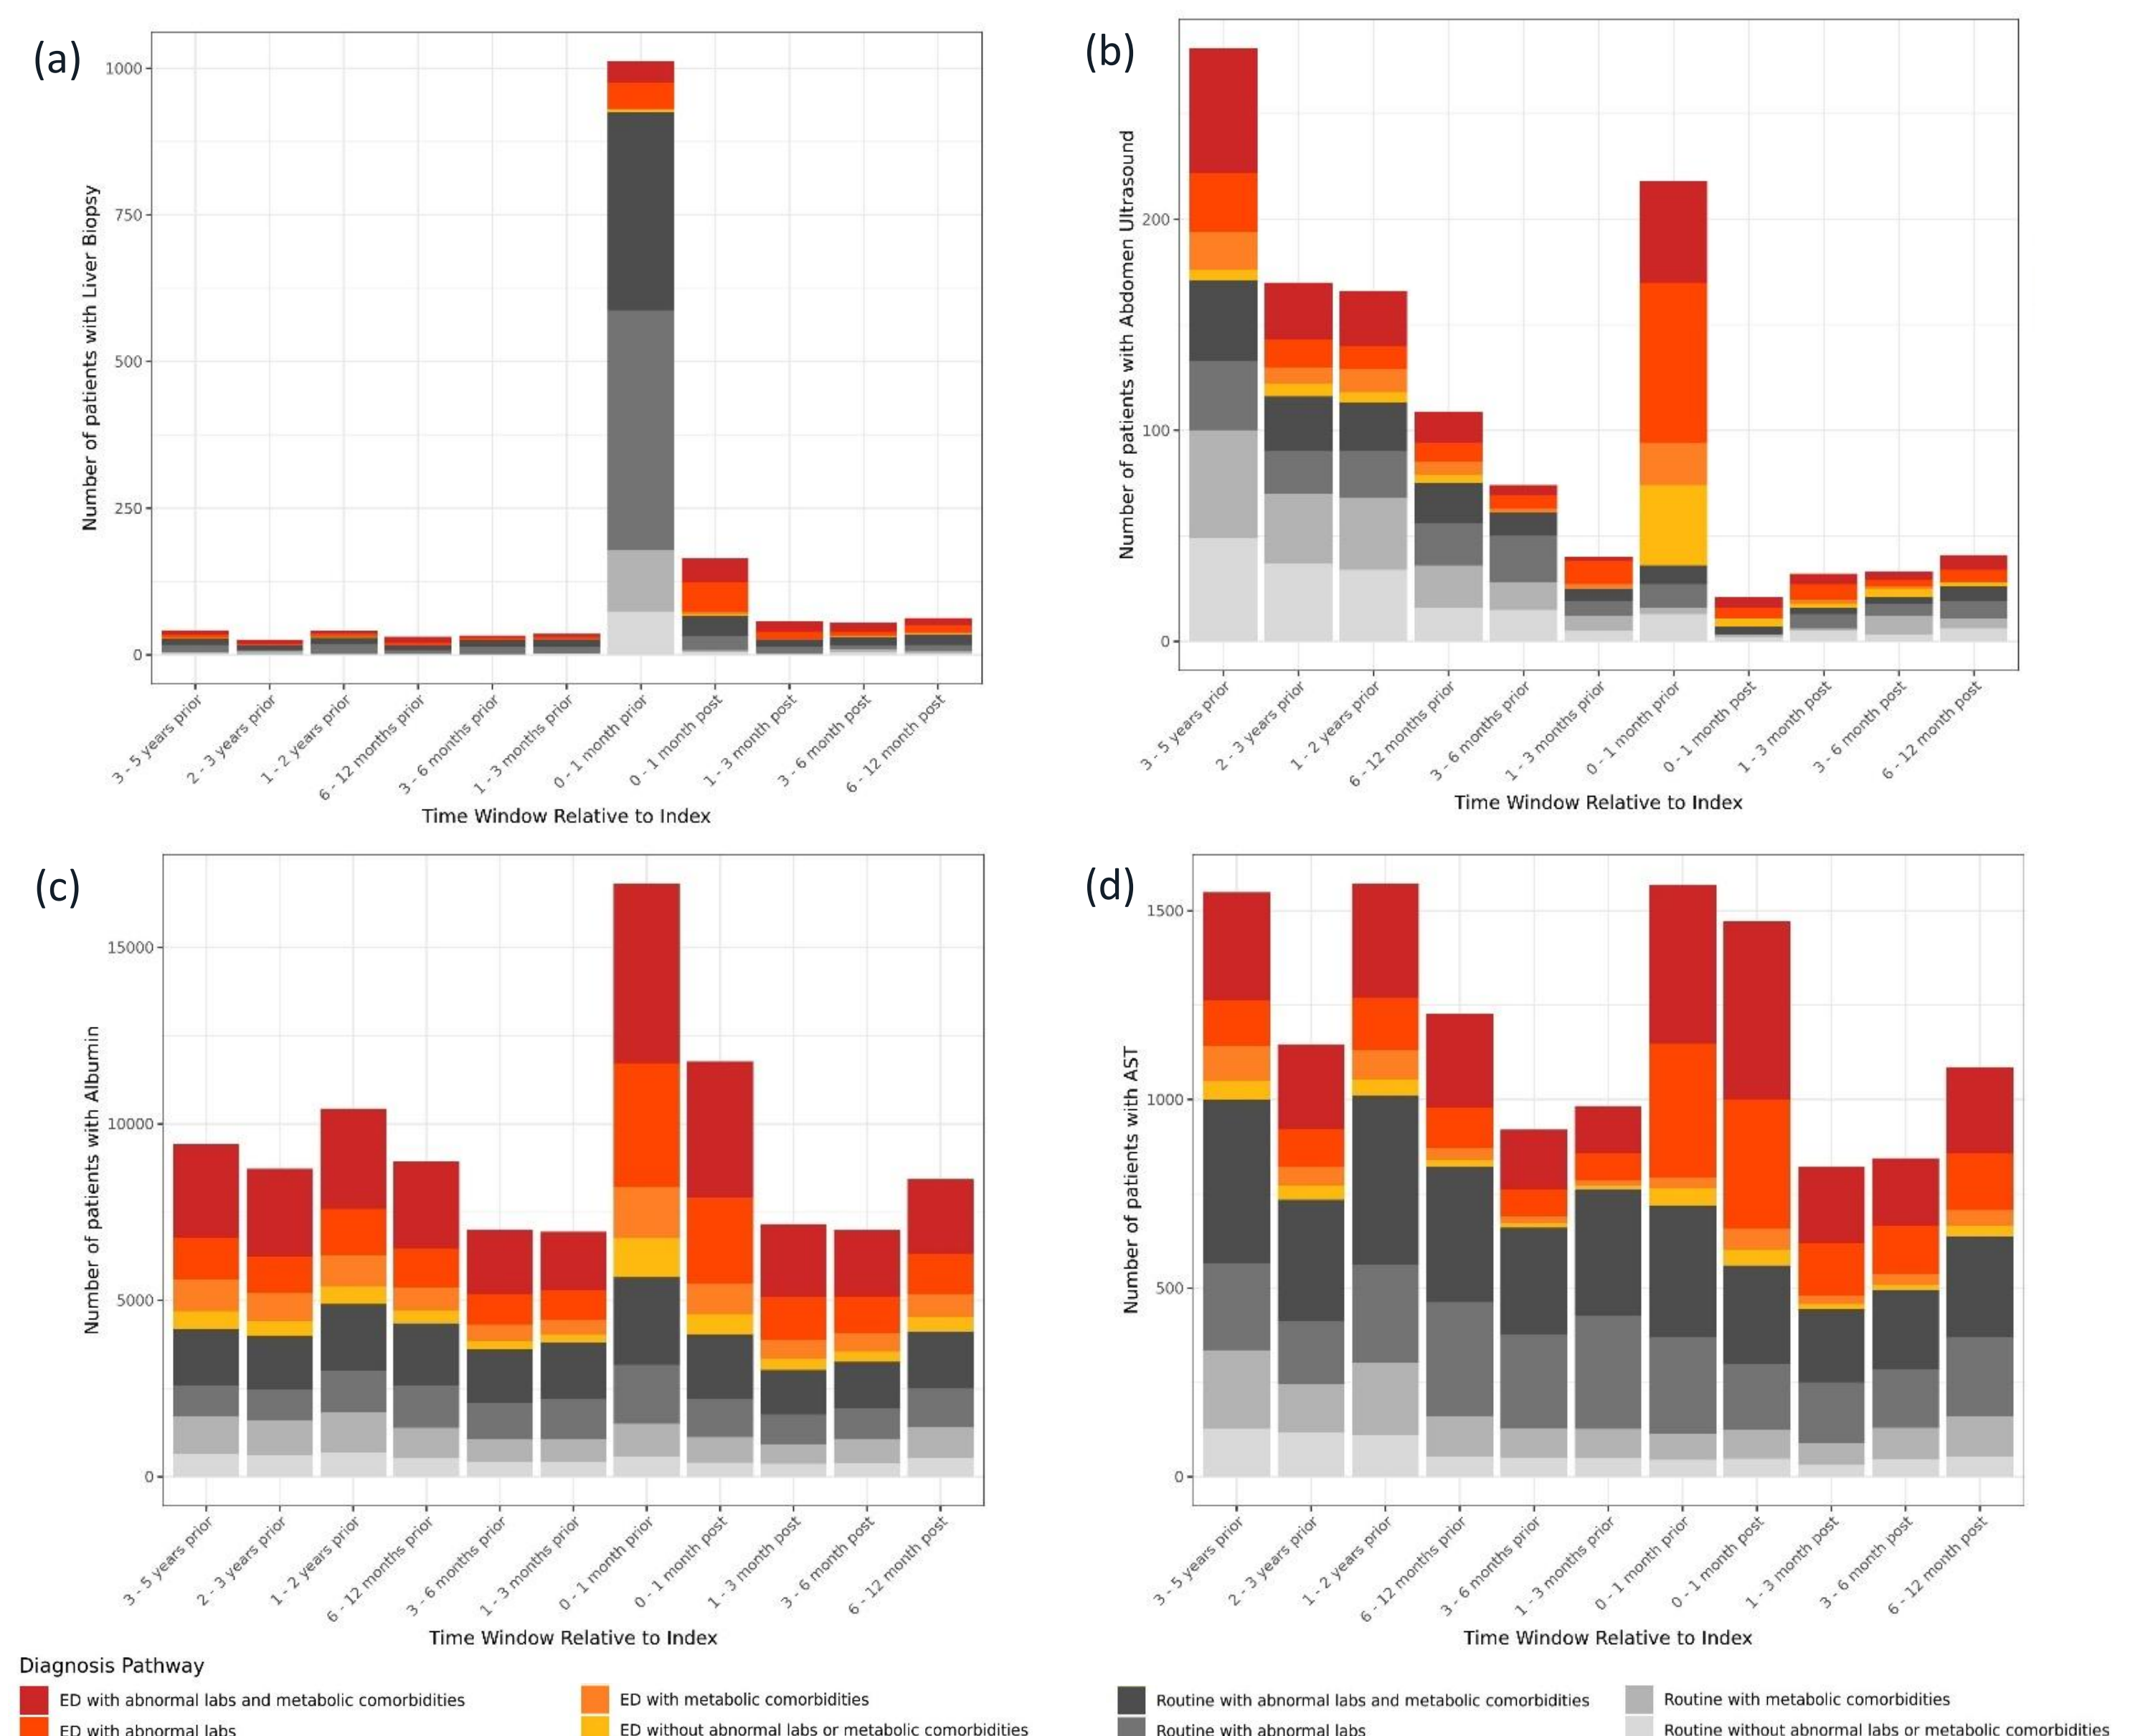 (a)
Number of patients with Liver Biopsy
1000
750
500
250
0
3 - 5 years prior
2 - 3 years prior
1 - 2 years prior
6 - 12 months prior
3 - 6 months prior
1 - 3 months prior
0 - 1 month prior
0 - 1 month post
1 - 3 month post
3 - 6 month post
6 - 12 month post
Time Window Relative to Index
(b)
Number of patients with Abdomen Ultrasound
200
100
0
3 - 5 years prior
2 - 3 years prior
1 - 2 years prior
6 - 12 months prior
3 - 6 months prior
1 - 3 months prior
0 - 1 month prior
0 - 1 month post
1 - 3 month post
3 - 6 month post
6 - 12 month post
Time Window Relative to Index
(c)
Number of patients with Albumin
15000
10000
5000
0
3 - 5 years prior
2 - 3 years prior
1 - 2 years prior
6 - 12 months prior
3 - 6 months prior
1 - 3 months prior
0 - 1 month prior
0 - 1 month post
1 - 3 month post
3 - 6 month post
6 - 12 month post
Time Window Relative to Index
(d)
Number of patients with AST
1500
1000
500
0
3 - 5 years prior
2 - 3 years prior
1 - 2 years prior
6 - 12 months prior
3 - 6 months prior
1 - 3 months prior
0 - 1 month prior
0 - 1 month post
1 - 3 month post
3 - 6 month post
6 - 12 month post
Time Window Relative to Index
Diagnosis Pathway
ED with abnormal labs and metabolic comorbidities
ED with abnormal labs
ED with metabolic comorbidities
ED without abnormal labs or metabolic comorbidities
Routine with abnormal labs and metabolic comorbidities
Routine with abnormal labs
Routine with metabolic comorbidities
Routine without abnormal labs or metabolic comorbidities